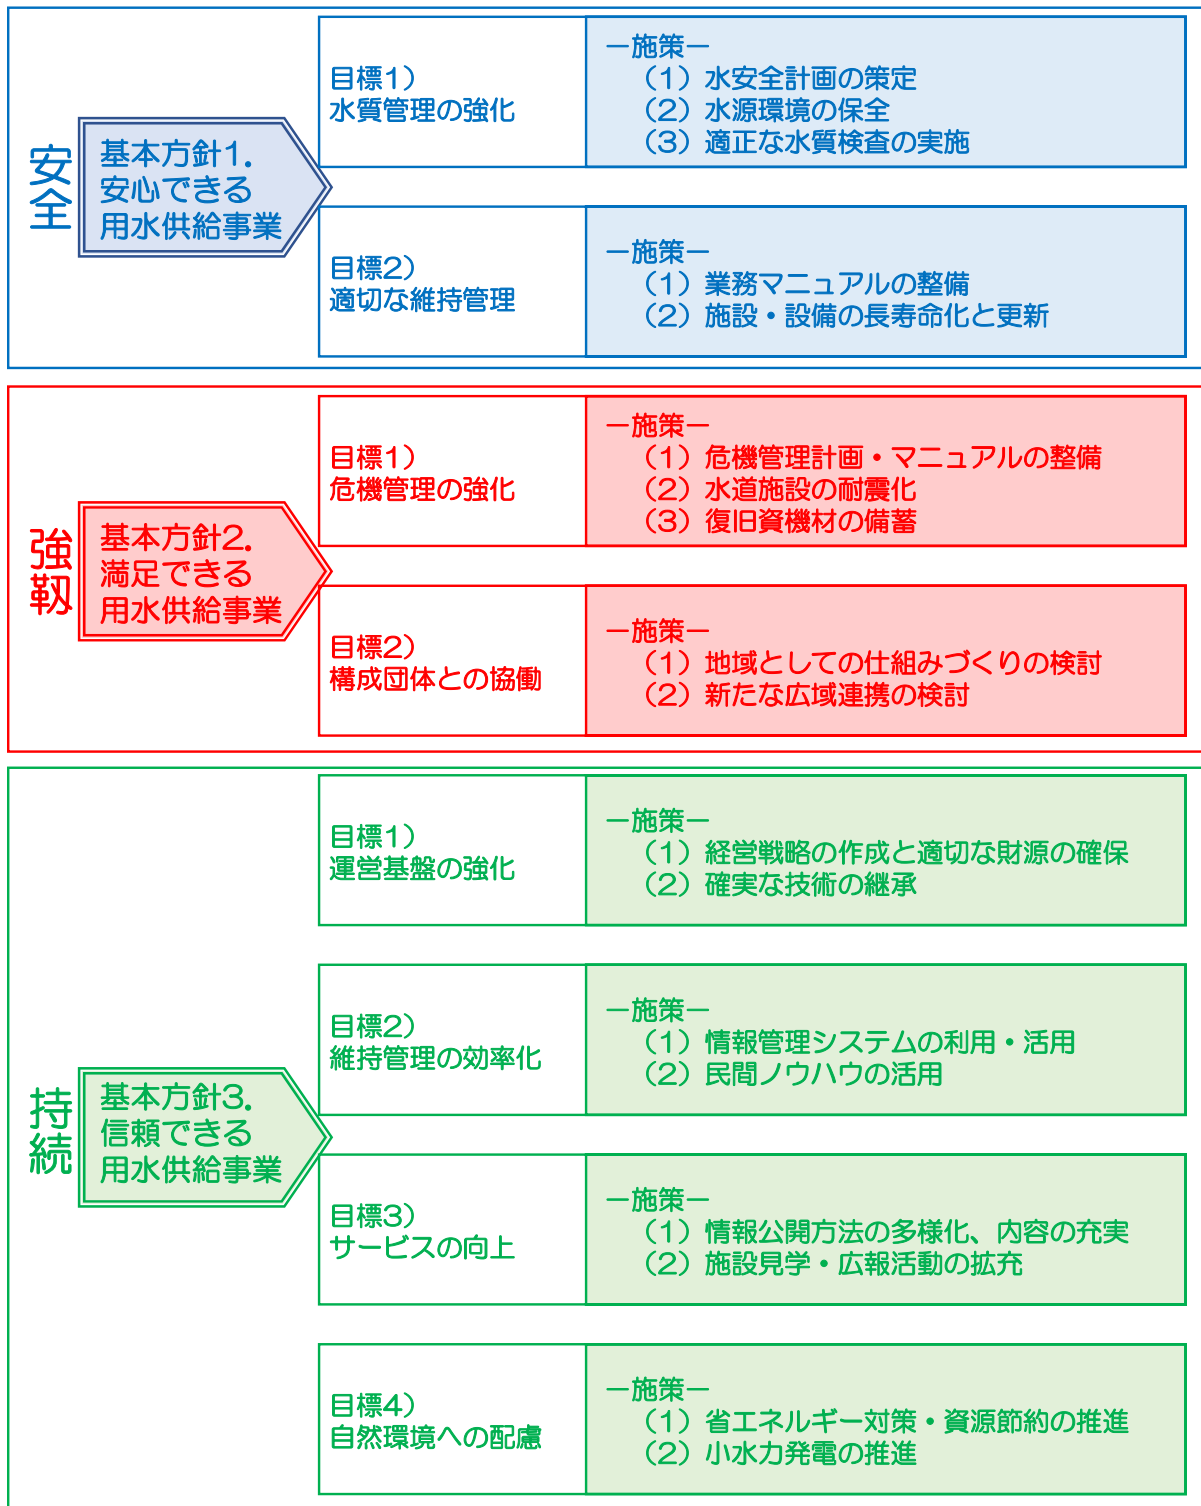 安全
基本方針1.
安心できる
用水供給事業
目標1）
水質管理の強化
－施策－
（1）水安全計画の策定
（2）水源環境の保全
（3）適正な水質検査の実施
目標2）
適切な維持管理
－施策－
（1）業務マニュアルの整備
（2）施設・設備の長寿命化と更新
強靱
基本方針2.
満足できる
用水供給事業
目標1）
危機管理の強化
－施策－
（1）危機管理計画・マニュアルの整備
（2）水道施設の耐震化
（3）復旧資機材の備蓄
目標2）
構成団体との協働
－施策－
（1）地域としての仕組みづくりの検討
（2）新たな広域連携の検討
持続
基本方針3.
信頼できる
用水供給事業
目標1）
運営基盤の強化
－施策－
（1）経営戦略の作成と適切な財源の確保
（2）確実な技術の継承
目標2）
維持管理の効率化
－施策－
（1）情報管理システムの利用・活用
（2）民間ノウハウの活用
目標3）
サービスの向上
－施策－
（1）情報公開方法の多様化、内容の充実
（2）施設見学・広報活動の拡充
目標4）
自然環境への配慮
－施策－
（1）省エネルギー対策・資源節約の推進
（2）小水力発電の推進